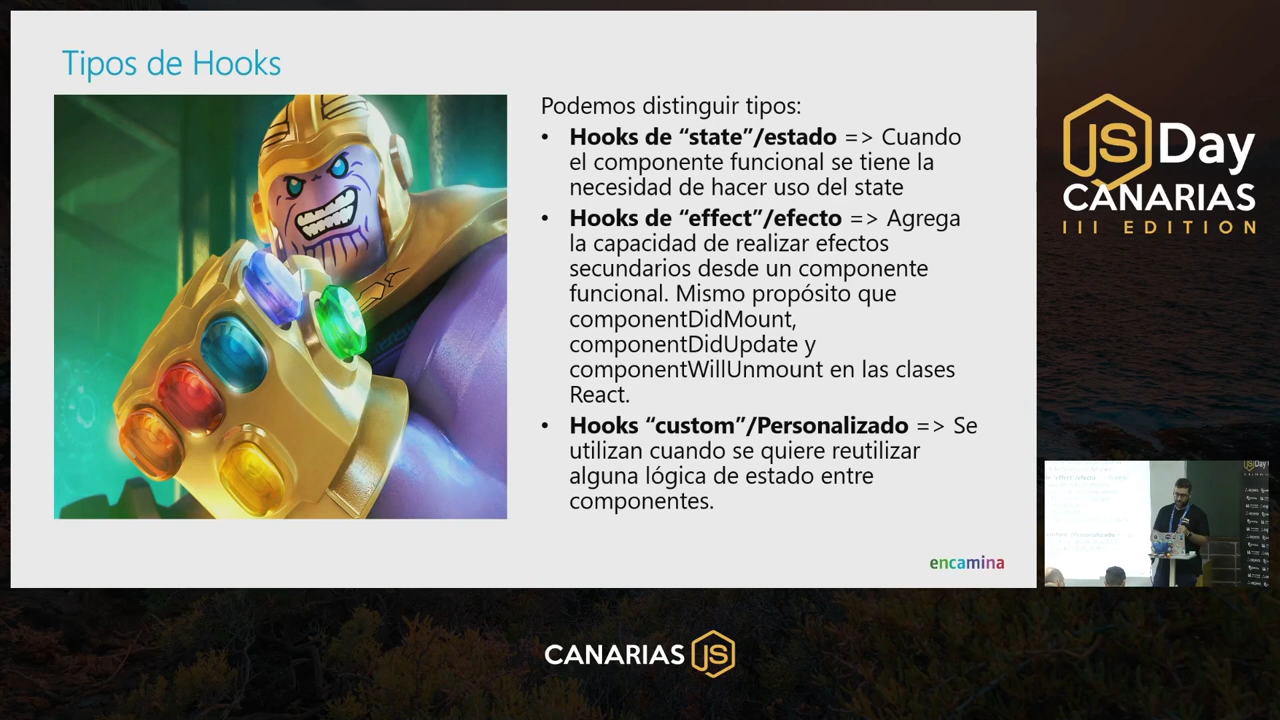 Tipos de Hooks
Podemos distinguir tipos:
• Hooks de “state”/estado => Cuando
el componente funcional se tiene la
necesidad de hacer uso del state
• Hooks de “effect”/efecto => Agrega
la capacidad de realizar efectos
secundarios desde un componente
funcional. Mismo propósito que
componentDidMount,
componentDidUpdate y
componentWillUnmount en las clases
React.
• Hooks “custom”/Personalizado => Se
utilizan cuando se quiere reutilizar
alguna lógica de estado entre
componentes.
encamina
JS Day
CANARIAS
III EDITION
CANARIAS JS